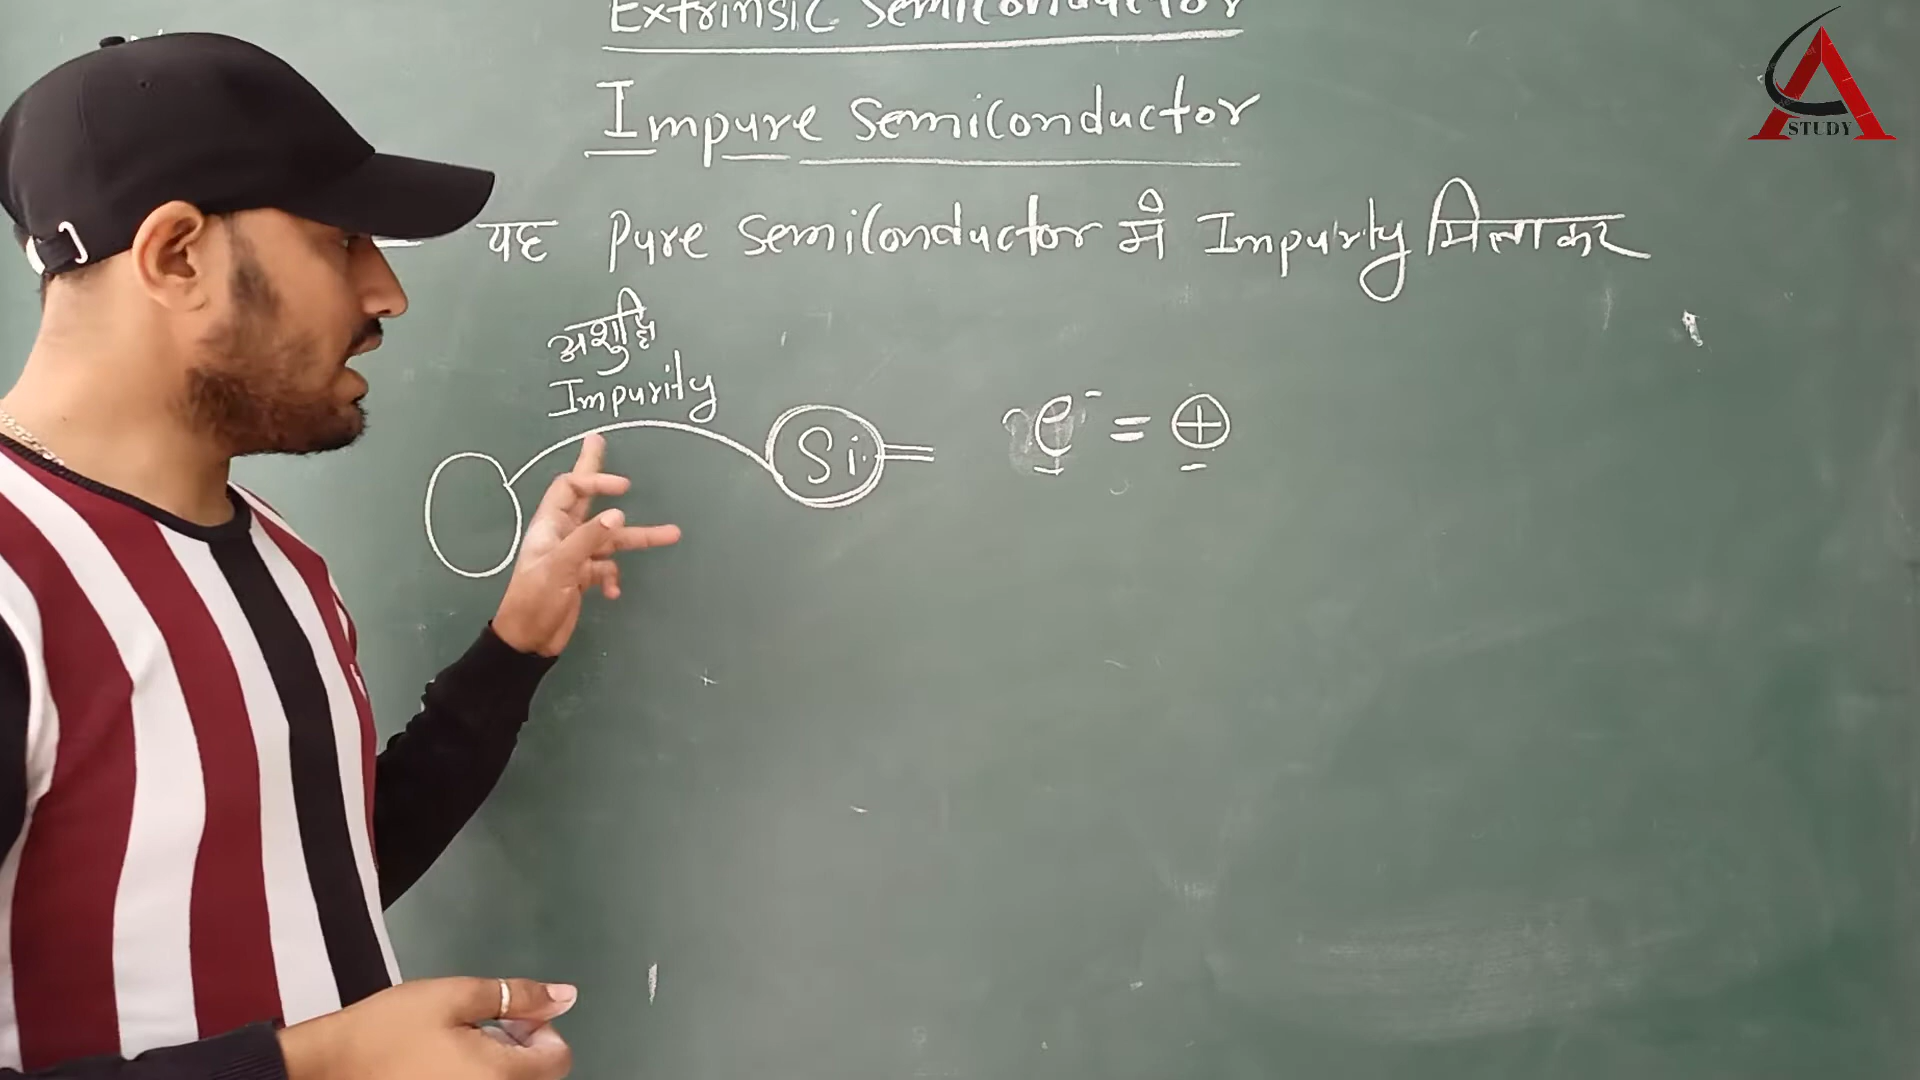 Extrinsic Semiconductor
Impure Semiconductor
यह Pure Semiconductor में Impurity मिलाकर
अशुद्धि
Impurity
Si
e⁻ = ⊕
A
STUDY